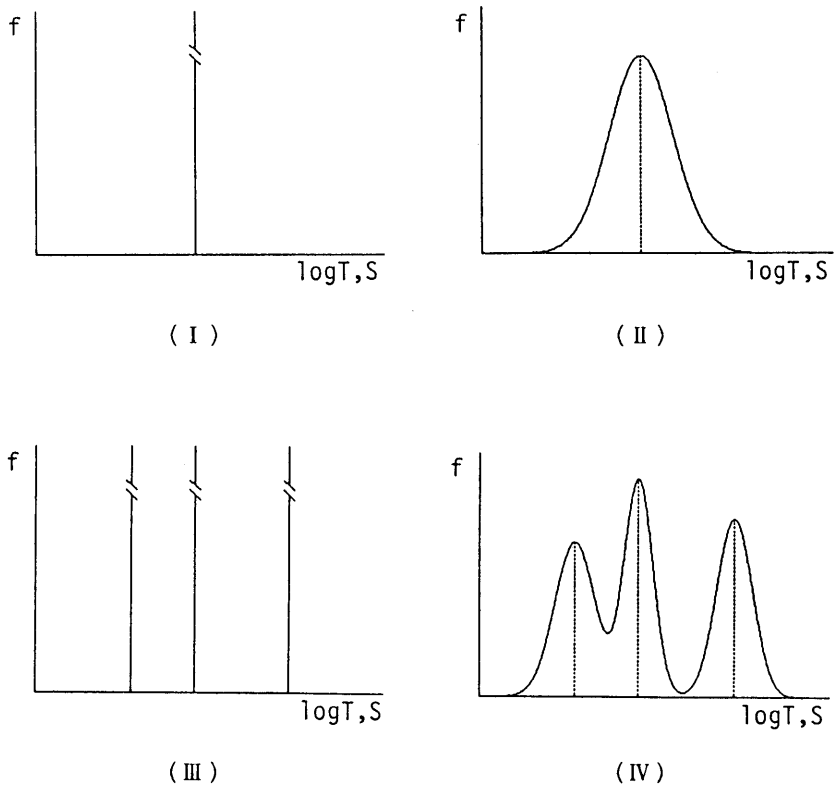 f
logT,S
( I )
f
logT,S
( II )
f
logT,S
( III )
f
logT,S
( IV )